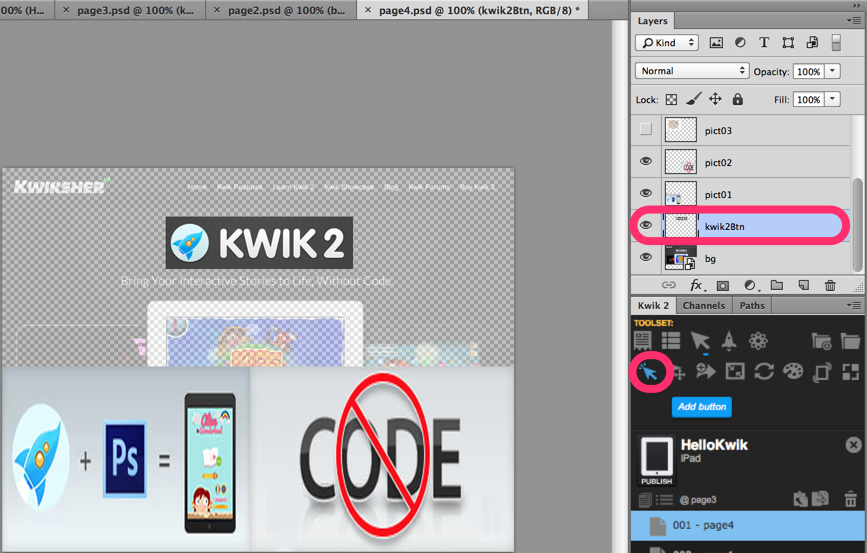 00% (H...
× page3.psd @ 100% (k...
× page2.psd @ 100% (b...
× page4.psd @ 100% (kwik2Btn, RGB/8) *
Layers
Kind
Normal
Opacity: 100%
Lock:
Fill: 100%
pict03
pict02
pict01
kwik2Btn
bg
fx
KWIKSHER
Home Kwik Features Learn Kwik 2 Kwik Showcase Blog Kwik Forums Buy Kwik 2
KWIK 2
Bring Your Interactive Stories to Life, Without Code.
+ Ps =
CODE
Kwik 2 Channels Paths
TOOLSET:
Add button
HelloKwik
iPad
PUBLISH
@ page3
001 - page4